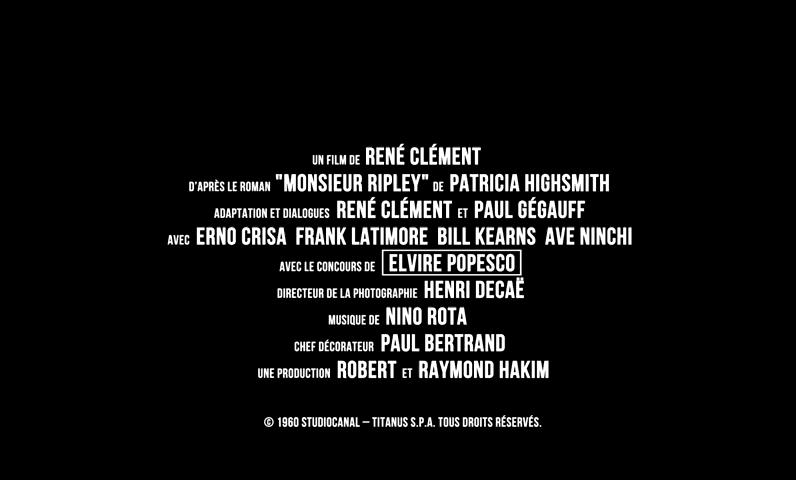 UN FILM DE RENÉ CLÉMENT
D'APRÈS LE ROMAN "MONSIEUR RIPLEY" DE PATRICIA HIGHSMITH
ADAPTATION ET DIALOGUES RENÉ CLÉMENT ET PAUL GÉGAUFF
AVEC ERNO CRISA FRANK LATIMORE BILL KEARNS AVE NINCHI
AVEC LE CONCOURS DE ELVIRE POPESCO
DIRECTEUR DE LA PHOTOGRAPHIE HENRI DECAË
MUSIQUE DE NINO ROTA
CHEF DÉCORATEUR PAUL BERTRAND
UNE PRODUCTION ROBERT ET RAYMOND HAKIM
© 1960 STUDIOCANAL – TITANUS S.P.A. TOUS DROITS RÉSERVÉS.